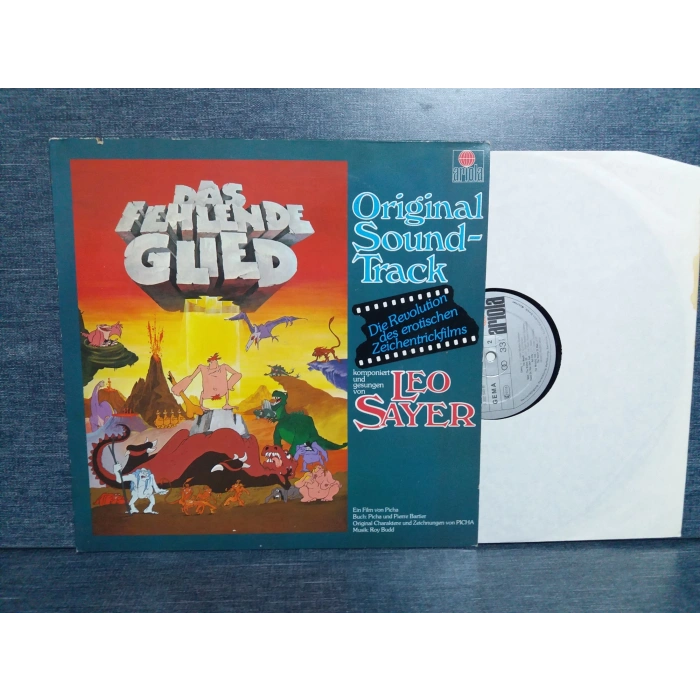 DAS
FEHLENDE
GLIED
ariola
Original
Sound-
Track
Die Revolution
des erotischen
Zeichentrickfilms
komponiert
und
gesungen
von
LEO
SAYER
Ein Film von Picha
Buch: Picha und Pierre Bartier
Original Charaktere und Zeichnungen von PICHA
Musik: Roy Budd
ariola
GEMA
2
33